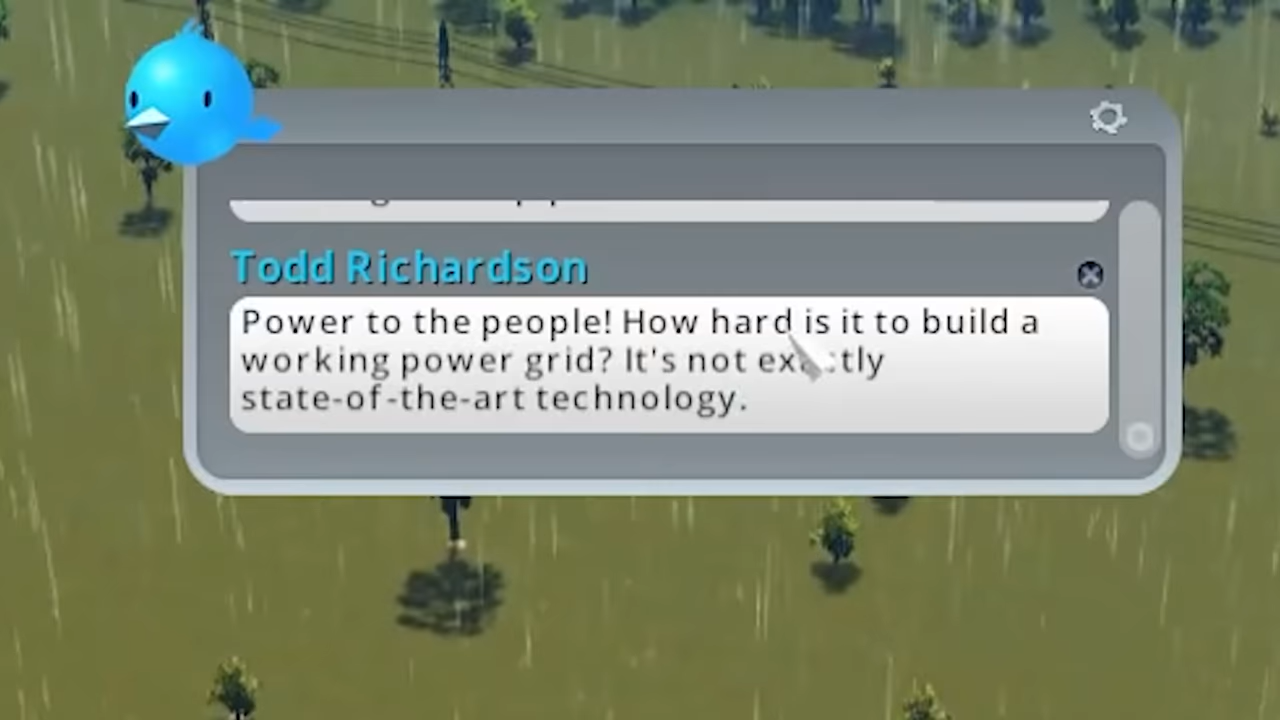 Todd Richardson
Power to the people! How hard is it to build a
working power grid? It's not exactly
state-of-the-art technology.